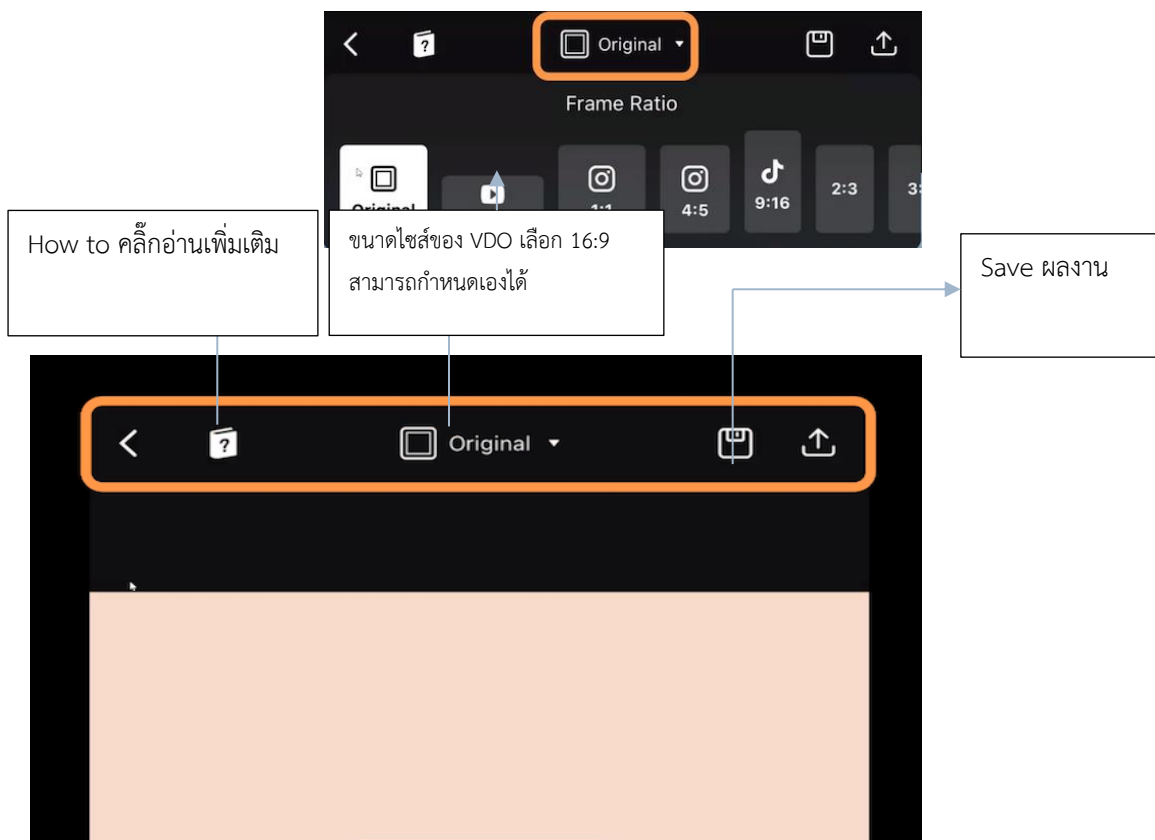 Original
Frame Ratio
Original
1:1
4:5
9:16
2:3
How to คลิ๊กอ่านเพิ่มเติม
ขนาดไซส์ของ VDO เลือก 16:9
สามารถกำหนดเองได้
Save ผลงาน
Original